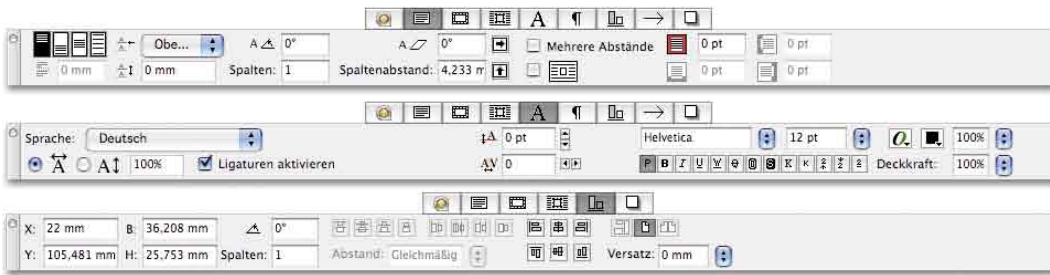 Obe... 0° 0° Mehrere Abstände 0 pt 0 pt
0 mm 0 mm Spalten: 1 Spaltenabstand: 4,233 m 0 pt 0 pt
Sprache: Deutsch 0 pt Helvetica 12 pt 100%
100% Ligaturen aktivieren 0 Deckkraft: 100%
X: 22 mm B: 36,208 mm 0°
Y: 105,481 mm H: 25,753 mm Spalten: 1 Abstand: Gleichmäßig Versatz: 0 mm